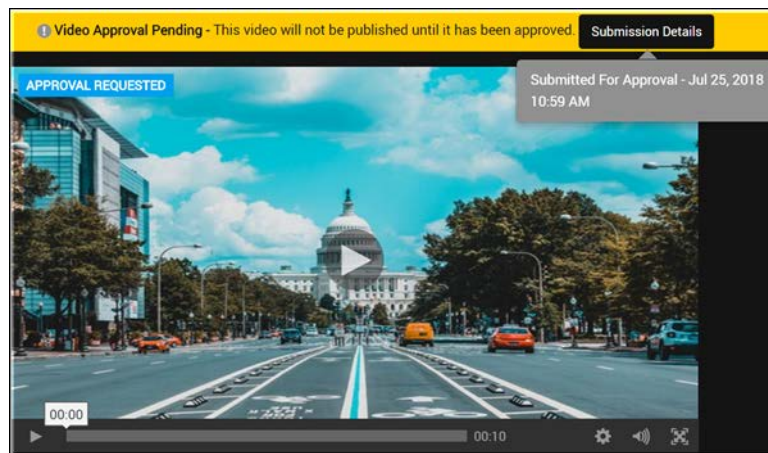 Video Approval Pending - This video will not be published until it has been approved.
Submission Details
Submitted For Approval - Jul 25, 2018
10:59 AM
APPROVAL REQUESTED
00:00
00:10